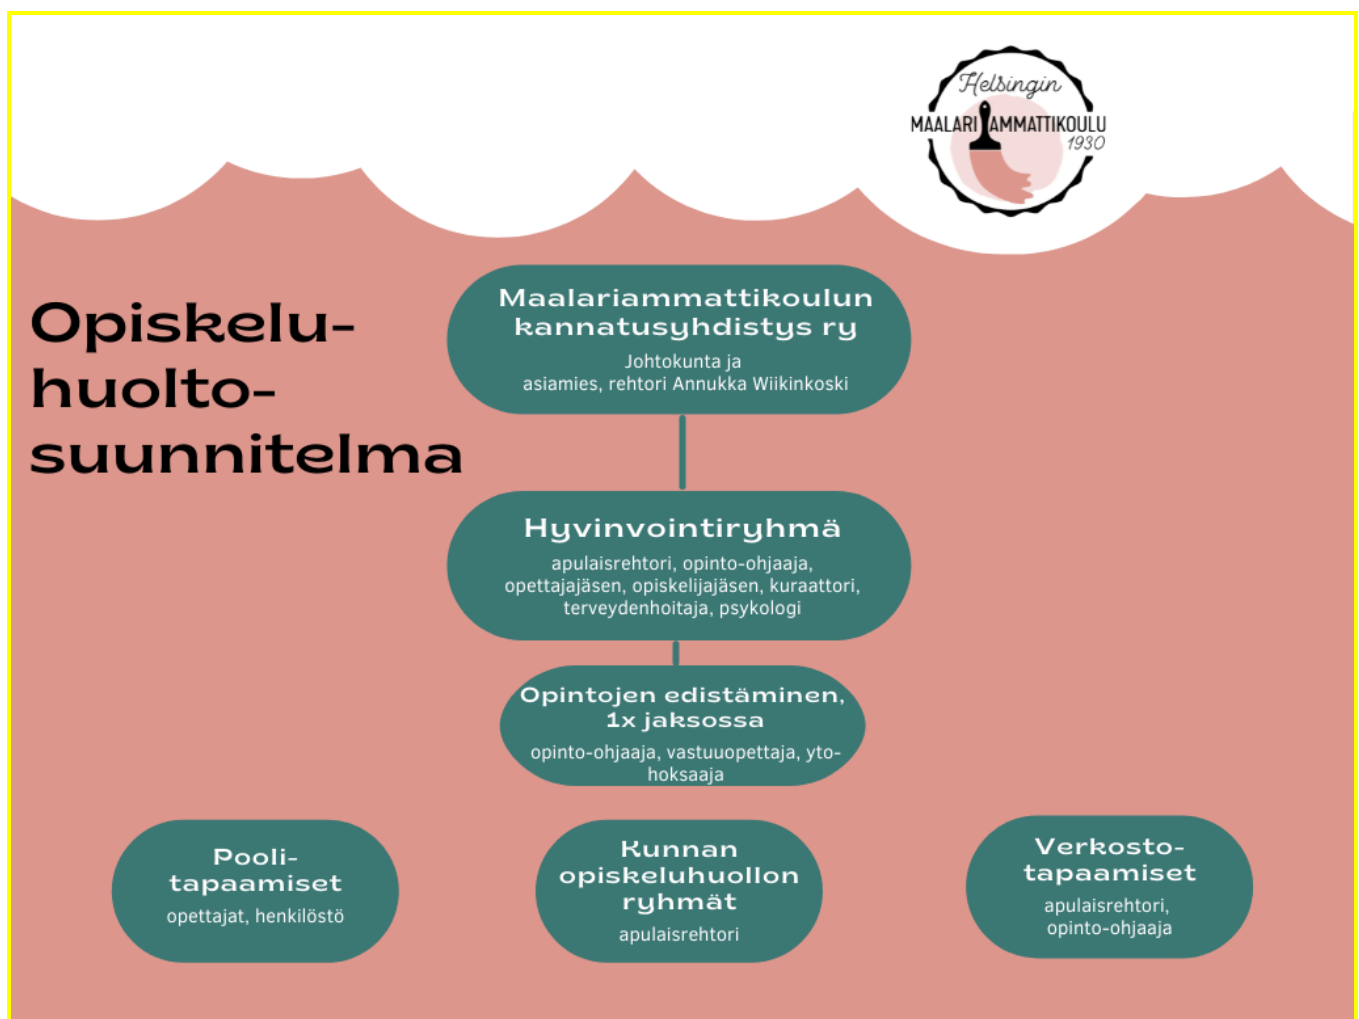 Helsingin
MAALARI AMMATTIKOULU
1930
Opiskelu-
huolto-
suunnitelma
Maalariammattikoulun
kannatusyhdistys ry
Johtokunta ja
asiamies, rehtori Annukka Wiikinkoski
Hyvinvointiryhmä
apulaisrehtori, opinto-ohjaaja,
opettajajäsen, opiskelijajäsen, kuraattori,
terveydenhoitaja, psykologi
Opintojen edistäminen,
1x jaksossa
opinto-ohjaaja, vastuuopettaja, yto-
hoksaaja
Pooli-
tapaamiset
opettajat, henkilöstö
Kunnan
opiskeluhuollon
ryhmät
apulaisrehtori
Verkosto-
tapaamiset
apulaisrehtori,
opinto-ohjaaja